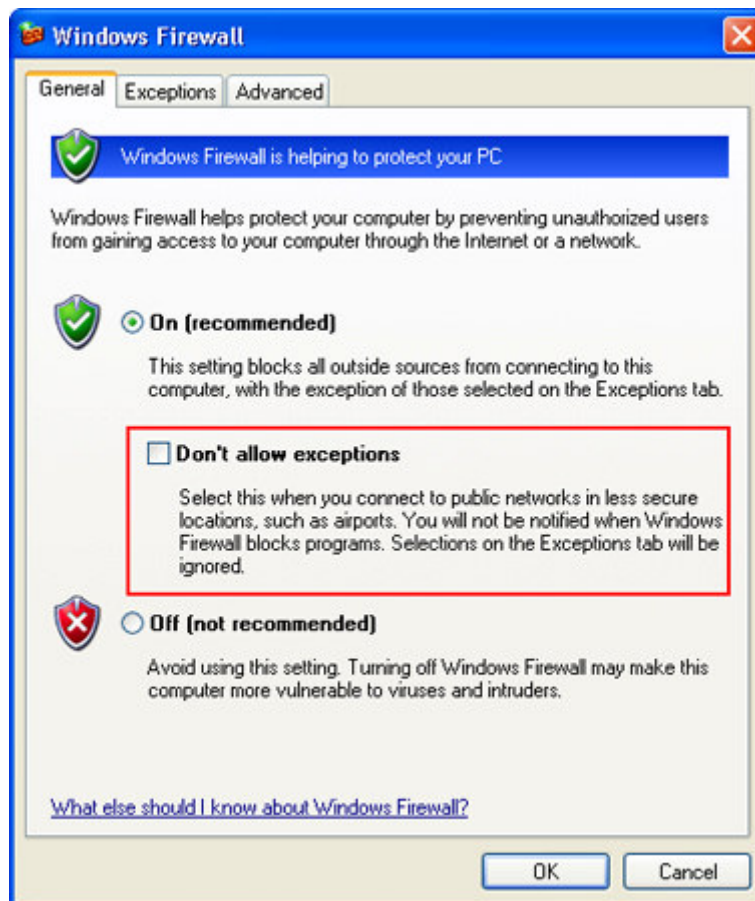 Windows Firewall
General Exceptions Advanced
Windows Firewall is helping to protect your PC
Windows Firewall helps protect your computer by preventing unauthorized users
from gaining access to your computer through the Internet or a network.
On (recommended)
This setting blocks all outside sources from connecting to this
computer, with the exception of those selected on the Exceptions tab.
Don't allow exceptions
Select this when you connect to public networks in less secure
locations, such as airports. You will not be notified when Windows
Firewall blocks programs. Selections on the Exceptions tab will be
ignored.
Off (not recommended)
Avoid using this setting. Turning off Windows Firewall may make this
computer more vulnerable to viruses and intruders.
What else should I know about Windows Firewall?
OK Cancel